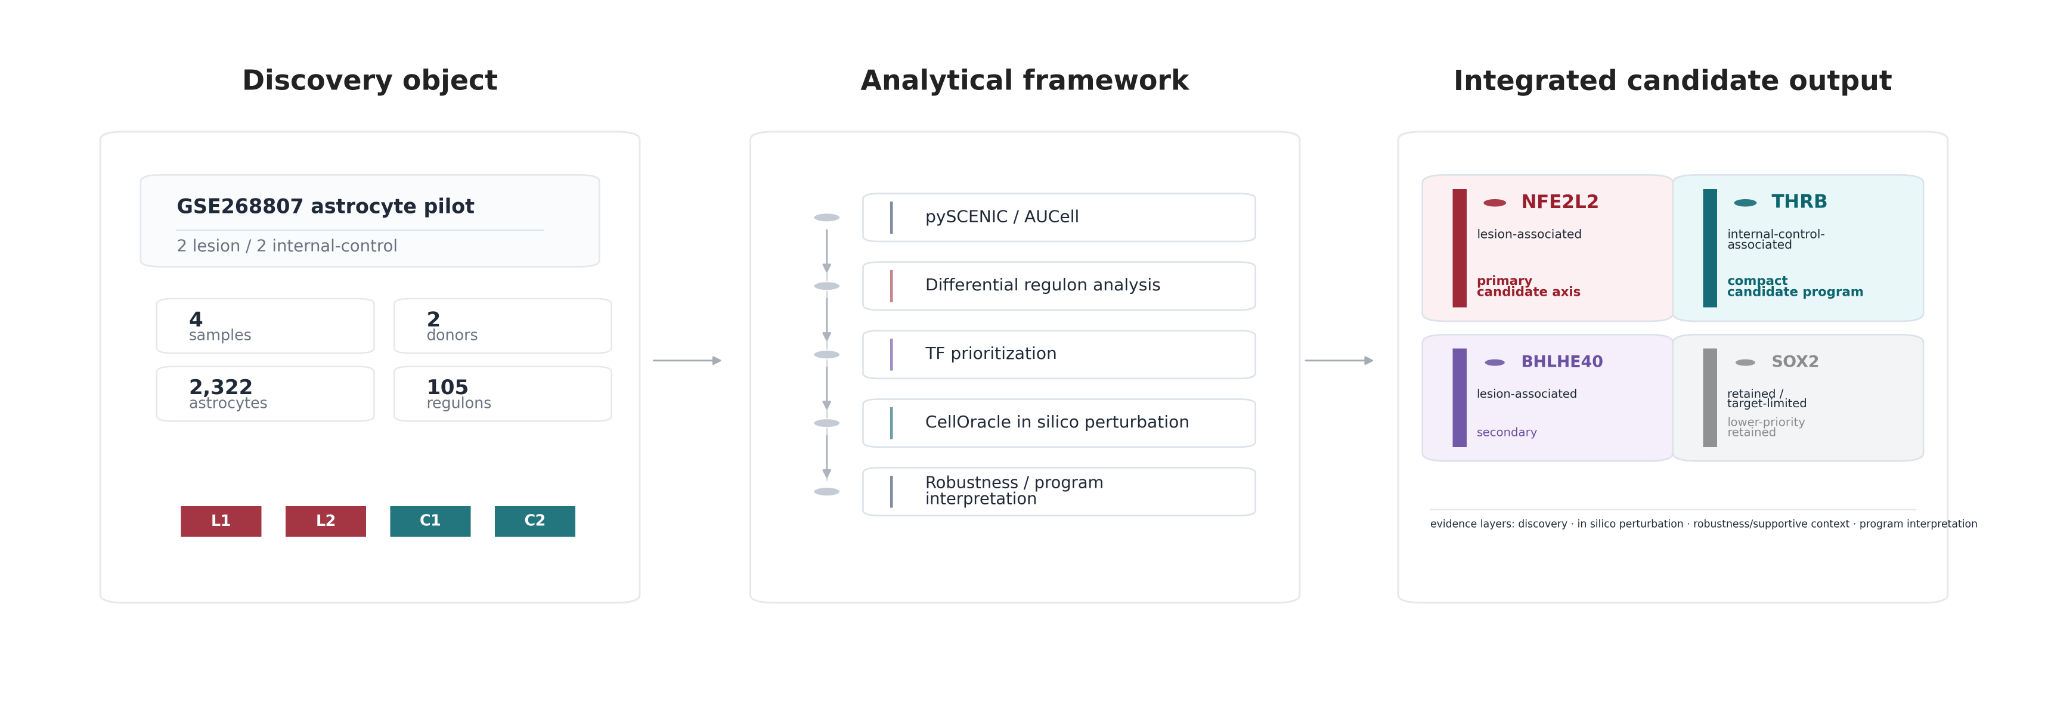 Discovery object
GSE268807 astrocyte pilot
2 lesion / 2 internal-control
4
samples
2
donors
2,322
astrocytes
105
regulons
L1
L2
C1
C2
Analytical framework
pySCENIC / AUCell
Differential regulon analysis
TF prioritization
CellOracle in silico perturbation
Robustness / program
interpretation
Integrated candidate output
NFE2L2
lesion-associated
primary
candidate axis
THRB
internal-control-
associated
compact
candidate program
BHLHE40
lesion-associated
secondary
SOX2
retained /
target-limited
lower-priority
retained
evidence layers: discovery · in silico perturbation · robustness/supportive context · program interpretation